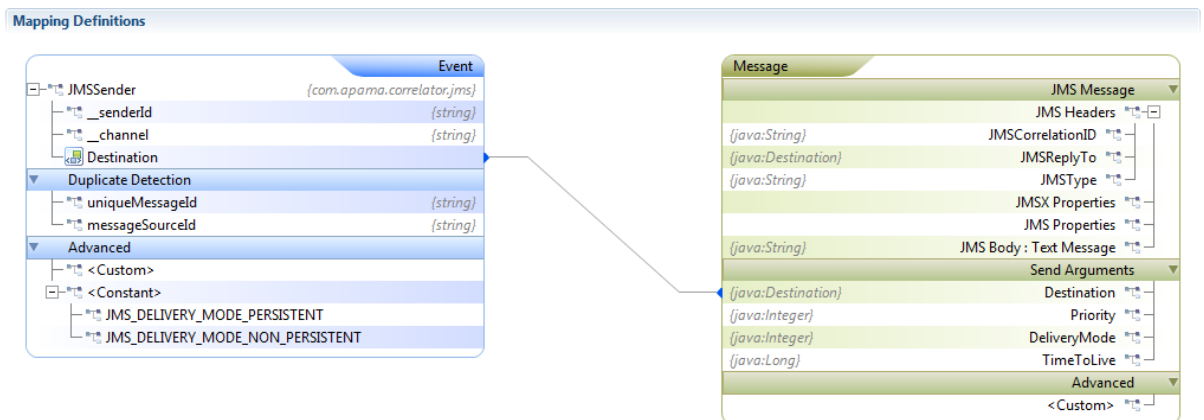 Mapping Definitions
Event
JMSSender {com.apama.correlator.jms}
__senderId {string}
__channel {string}
Destination
Duplicate Detection
uniqueMessageId {string}
messageSourceId {string}
Advanced
<Custom>
<Constant>
JMS_DELIVERY_MODE_PERSISTENT
JMS_DELIVERY_MODE_NON_PERSISTENT
Message
JMS Message
JMS Headers
{java:String} JMSCorrelationID
{java:Destination} JMSReplyTo
{java:String} JMSType
JMSX Properties
JMS Properties
{java:String} JMS Body : Text Message
Send Arguments
{java:Destination} Destination
{java:Integer} Priority
{java:Integer} DeliveryMode
{java:Long} TimeToLive
Advanced
<Custom>